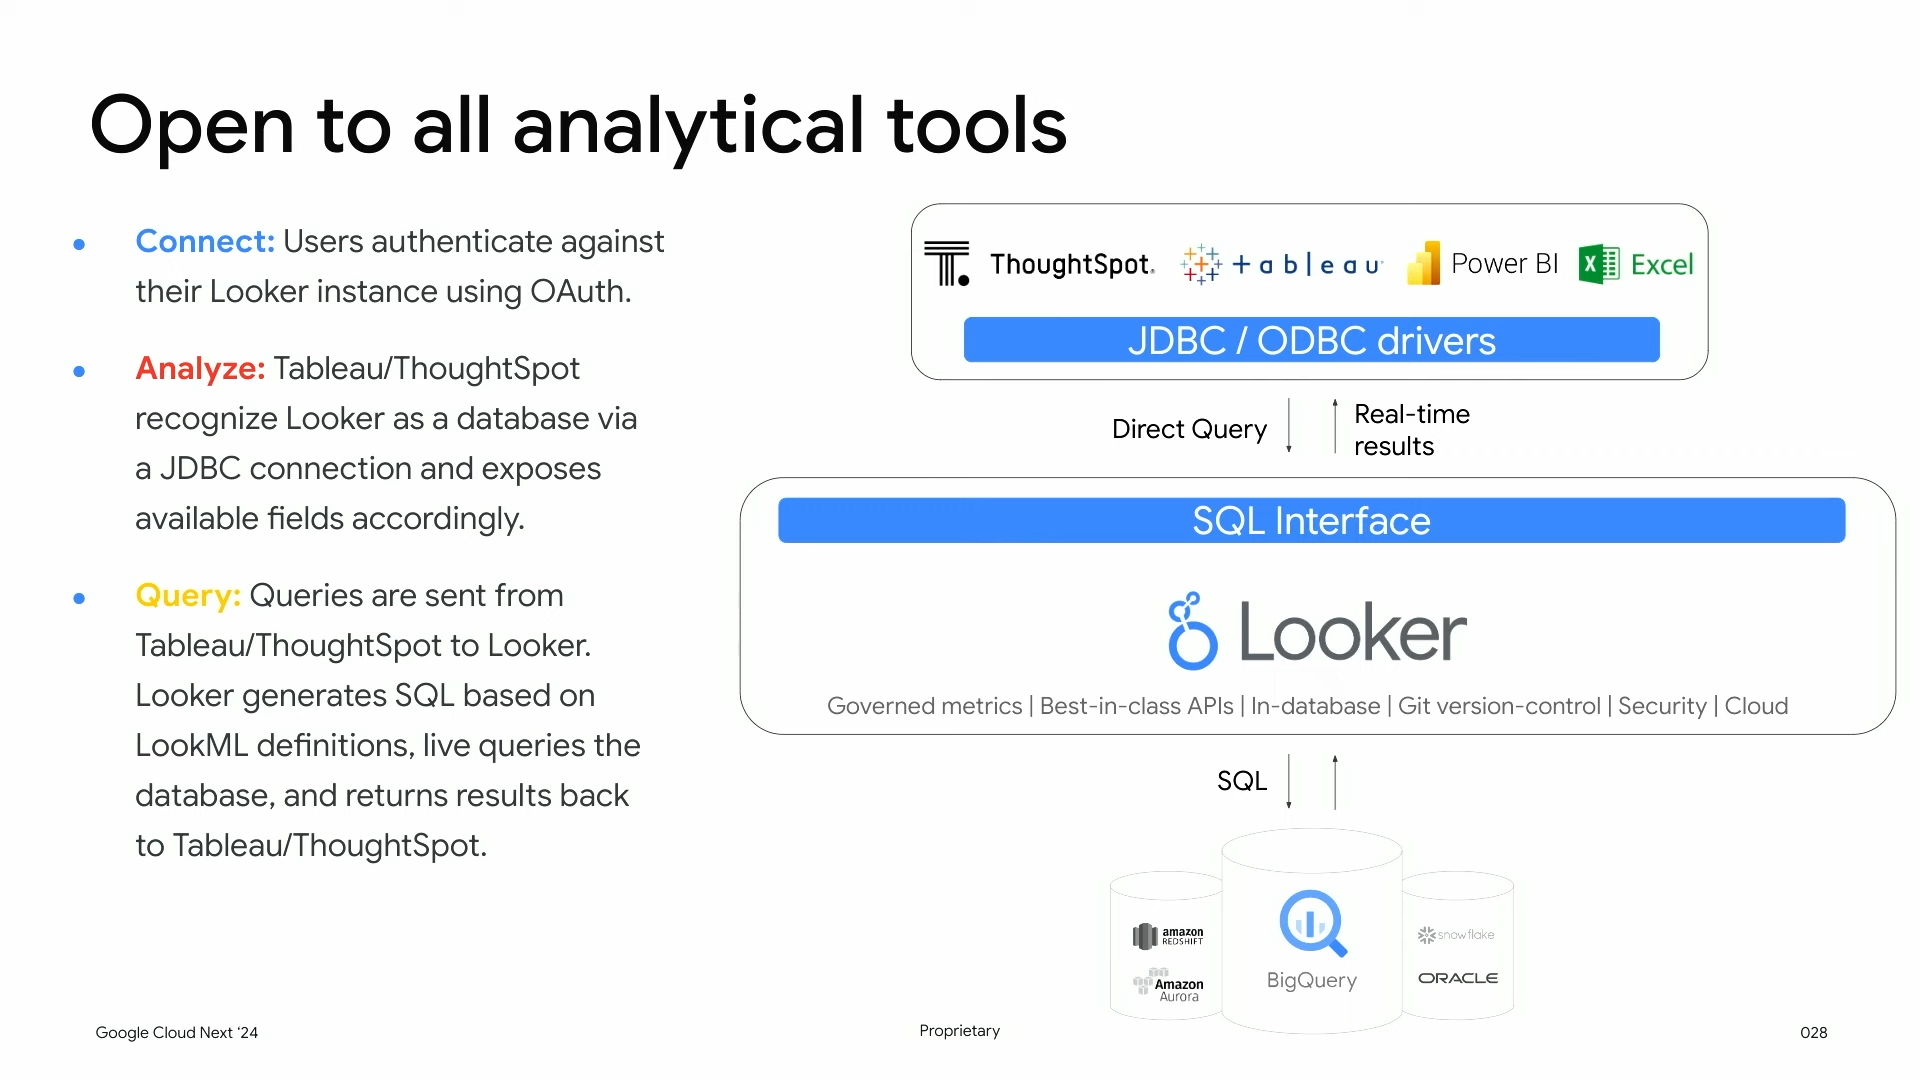 Open to all analytical tools
Connect: Users authenticate against
their Looker instance using OAuth.
Analyze: Tableau/ThoughtSpot
recognize Looker as a database via
a JDBC connection and exposes
available fields accordingly.
Query: Queries are sent from
Tableau/ThoughtSpot to Looker.
Looker generates SQL based on
LookML definitions, live queries the
database, and returns results back
to Tableau/ThoughtSpot.
ThoughtSpot. +ableau Power BI Excel
JDBC / ODBC drivers
Direct Query
Real-time
results
SQL Interface
Looker
Governed metrics | Best-in-class APIs | In-database | Git version-control | Security | Cloud
SQL
amazon
REDSHIFT
Amazon
Aurora
BigQuery
snowflake
ORACLE
Google Cloud Next ‘24
Proprietary
028